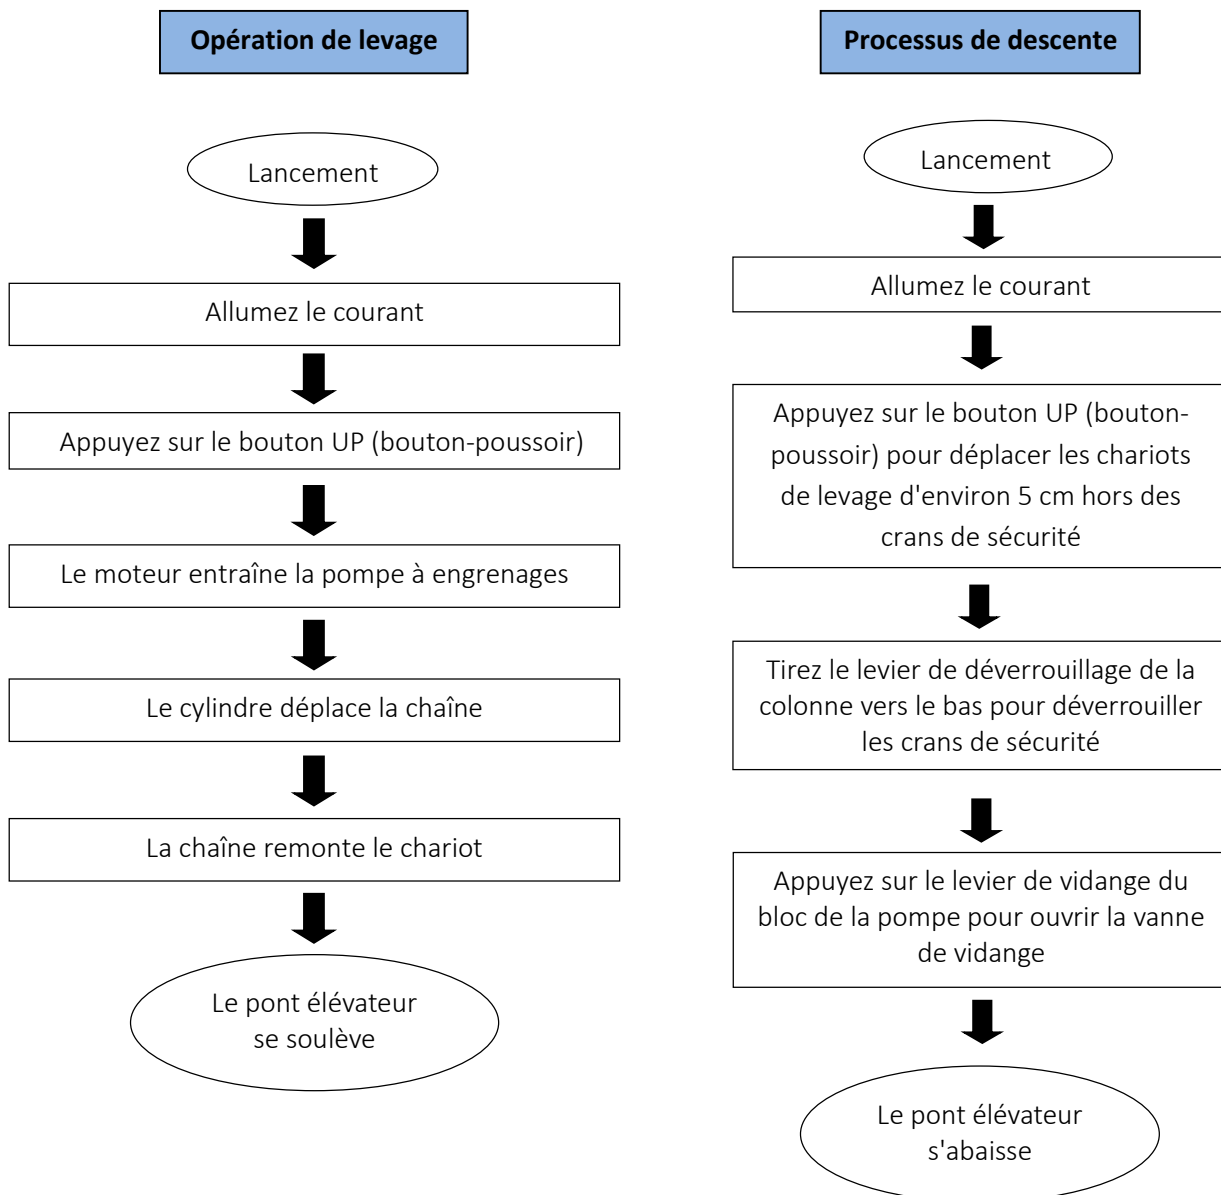 Opération de levage
Lancement
Allumez le courant
Appuyez sur le bouton UP (bouton-poussoir)
Le moteur entraîne la pompe à engrenages
Le cylindre déplace la chaîne
La chaîne remonte le chariot
Le pont élévateur
se soulève
Processus de descente
Lancement
Allumez le courant
Appuyez sur le bouton UP (bouton-
poussoir) pour déplacer les chariots
de levage d'environ 5 cm hors des
crans de sécurité
Tirez le levier de déverrouillage de la
colonne vers le bas pour déverrouiller
les crans de sécurité
Appuyez sur le levier de vidange du
bloc de la pompe pour ouvrir la vanne
de vidange
Le pont élévateur
s'abaisse